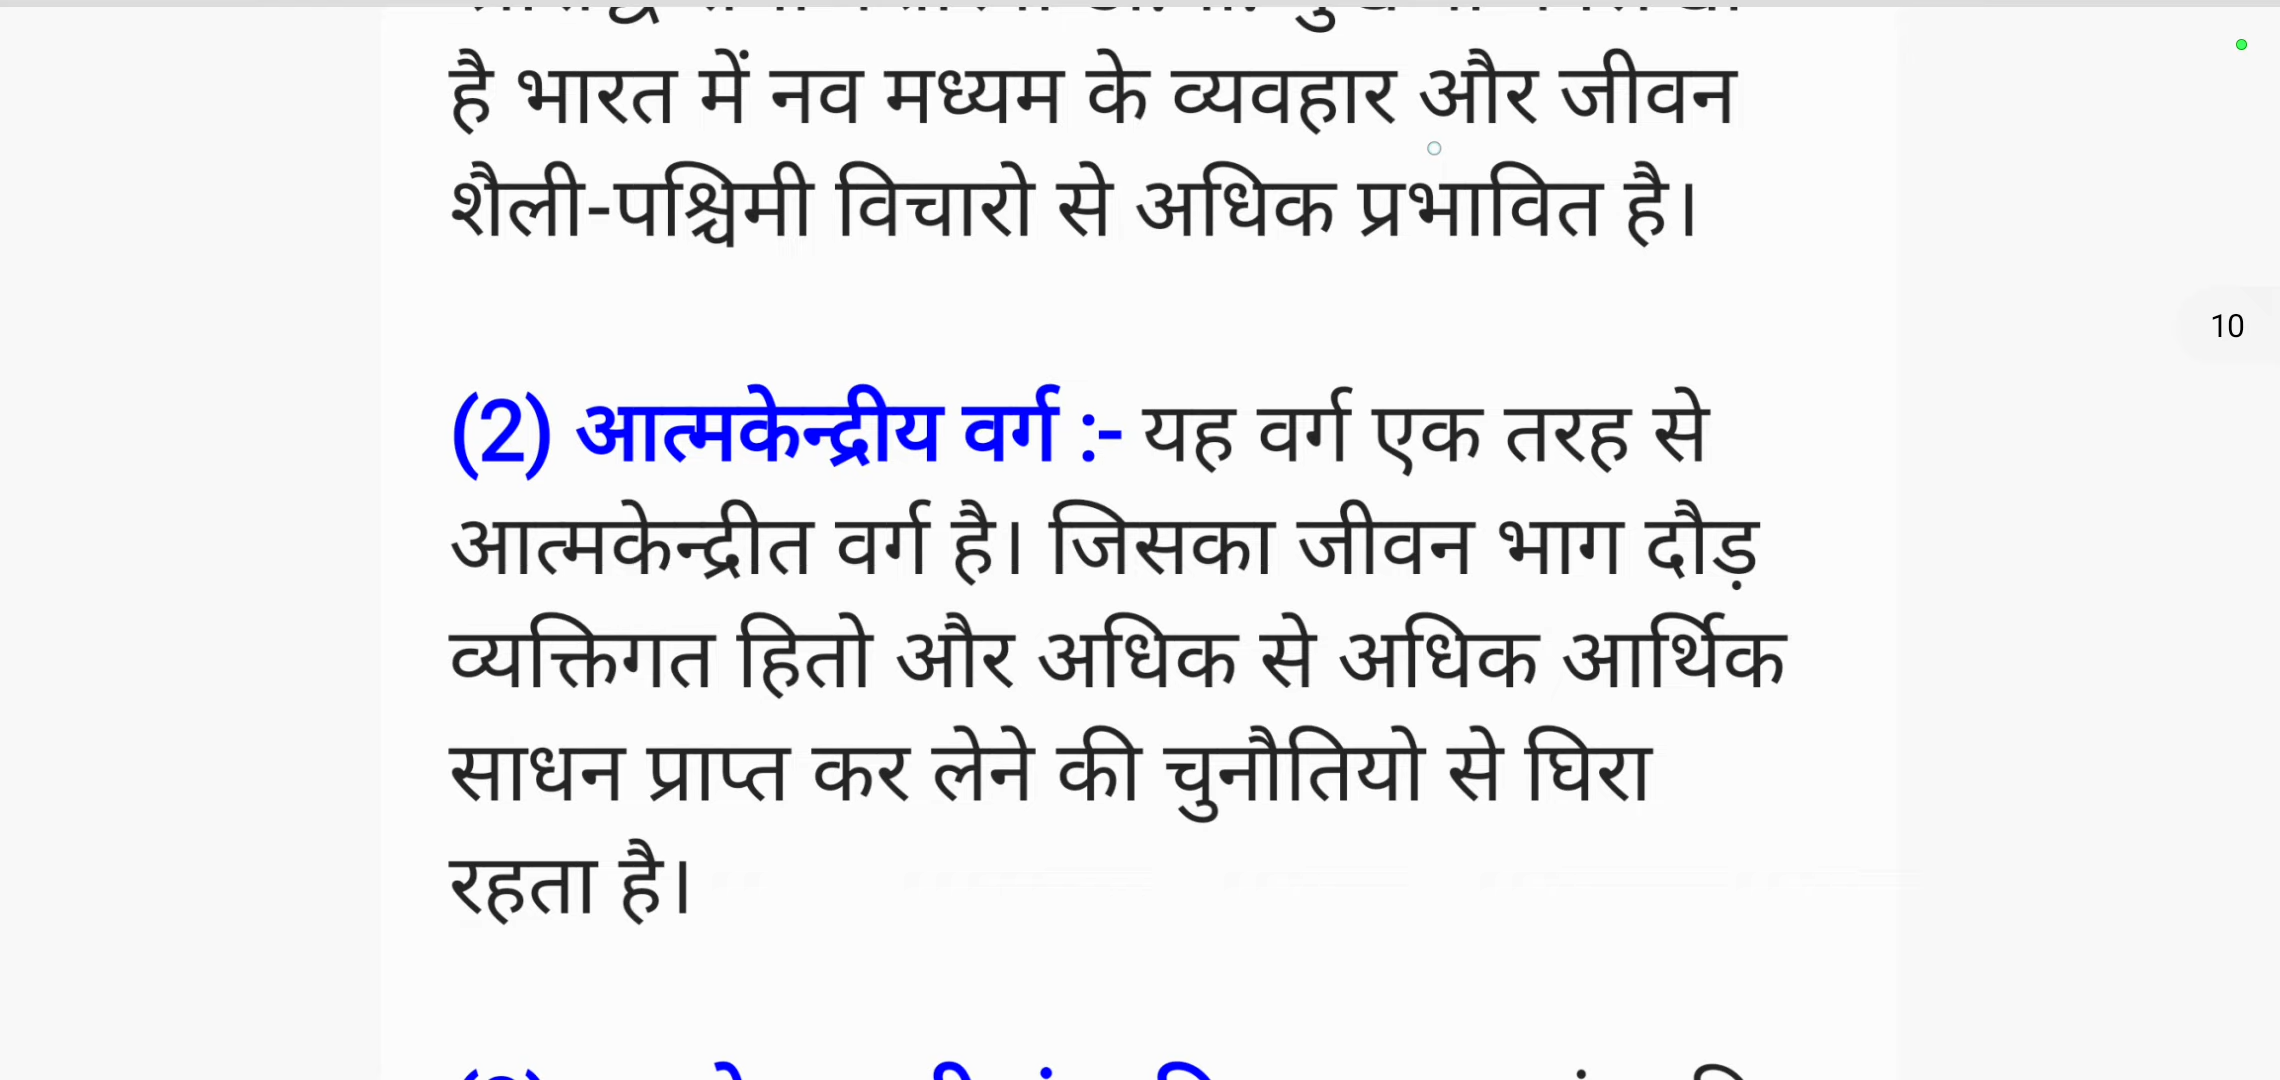 है भारत में नव मध्यम के व्यवहार और जीवन
शैली-पश्चिमी विचारो से अधिक प्रभावित है।
10
(2) आत्मकेन्द्रीय वर्ग :- यह वर्ग एक तरह से
आत्मकेन्द्रीत वर्ग है। जिसका जीवन भाग दौड़
व्यक्तिगत हितो और अधिक से अधिक आर्थिक
साधन प्राप्त कर लेने की चुनौतियो से घिरा
रहता है।